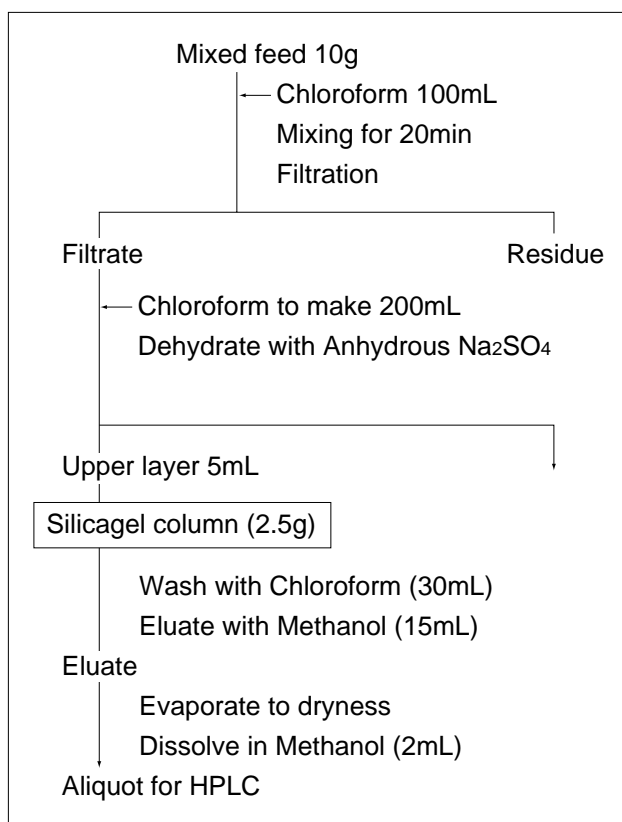 Mixed feed 10g
Chloroform 100mL
Mixing for 20min
Filtration
Filtrate
Residue
Chloroform to make 200mL
Dehydrate with Anhydrous Na₂SO₄
Upper layer 5mL
Silicagel column (2.5g)
Wash with Chloroform (30mL)
Eluate with Methanol (15mL)
Eluate
Evaporate to dryness
Dissolve in Methanol (2mL)
Aliquot for HPLC